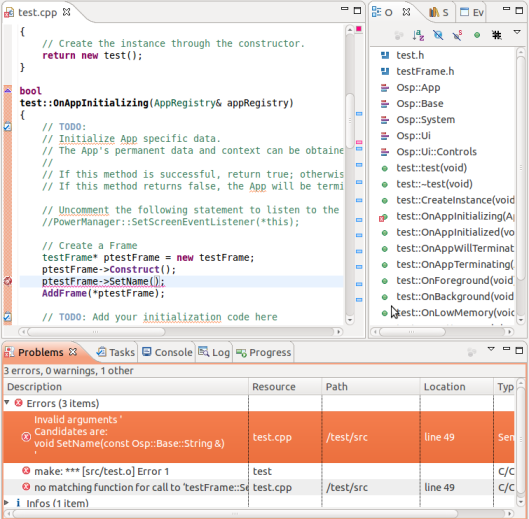 test.cpp
{
// Create the instance through the constructor.
return new test();
}
bool
test::OnAppInitializing(AppRegistry& appRegistry)
{
// TODO:
// Initialize App specific data.
// The App's permanent data and context can be obtaine
//
// If this method is successful, return true; otherwis
// If this method returns false, the App will be termi
// Uncomment the following statement to listen to the
//PowerManager::SetScreenEventListener(*this);
// Create a Frame
testFrame* ptestFrame = new testFrame;
ptestFrame->Construct();
ptestFrame->SetName();
AddFrame(*ptestFrame);
// TODO: Add your initialization code here
O S Ev
test.h
testFrame.h
Osp::App
Osp::Base
Osp::System
Osp::Ui
Osp::Ui::Controls
test::test(void)
test::~test(void)
test::CreateInstance(void
test::OnAppInitializing(A
test::OnAppInitialized(vo
test::OnAppWillTerminat
test::OnAppTerminating(
test::OnForeground(void
test::OnBackground(void
test::OnLowMemory(voi
Problems Tasks Console Log Progress
3 errors, 0 warnings, 1 other
Description Resource Path Location Typ
Errors (3 items)
Invalid arguments '
Candidates are:
void SetName(const Osp::Base::String &)
' test.cpp /test/src line 49 Sem
make: *** [src/test.o] Error 1 test C/C
no matching function for call to 'testFrame::Se test.cpp /test/src line 49 C/C
Infos (1 item)